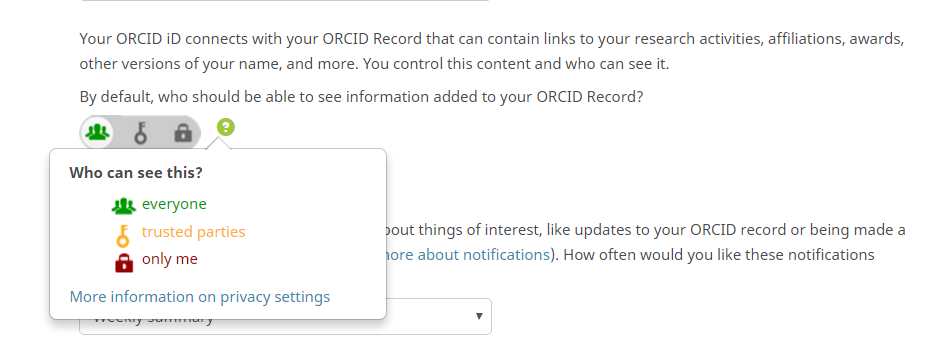 Your ORCID iD connects with your ORCID Record that can contain links to your research activities, affiliations, awards,
other versions of your name, and more. You control this content and who can see it.
By default, who should be able to see information added to your ORCID Record?
?
Who can see this?
everyone
trusted parties
only me
More information on privacy settings
out things of interest, like updates to your ORCID record or being made a
ore about notifications). How often would you like these notifications
Weekly summary